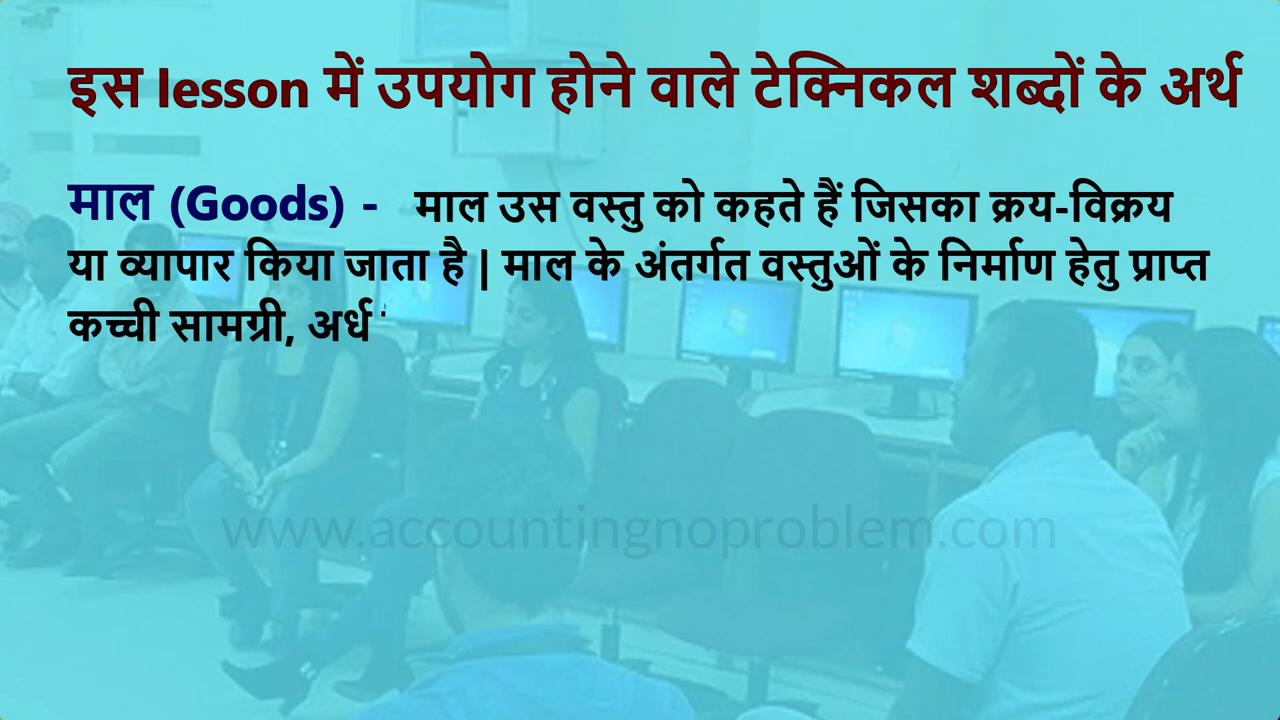 इस lesson में उपयोग होने वाले टेक्निकल शब्दों के अर्थ
माल (Goods) - माल उस वस्तु को कहते हैं जिसका क्रय-विक्रय
या व्यापार किया जाता है | माल के अंतर्गत वस्तुओं के निर्माण हेतु प्राप्त
कच्ची सामग्री, अर्ध
www.accountingnoproblem.com